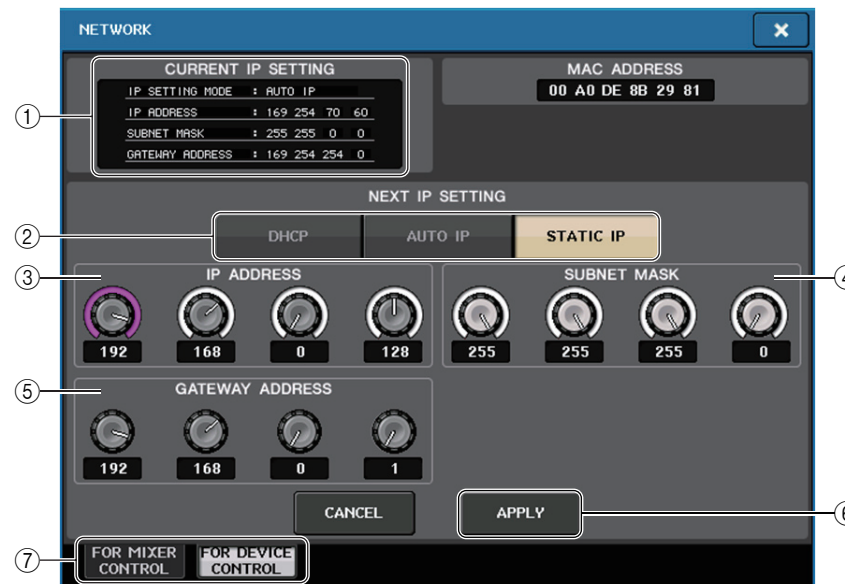 NETWORK
CURRENT IP SETTING
IP SETTING MODE : AUTO IP
IP ADDRESS : 169 254 70 60
SUBNET MASK : 255 255 0 0
GATEWAY ADDRESS : 169 254 254 0
MAC ADDRESS
00 A0 DE 8B 29 81
①
NEXT IP SETTING
②
DHCP
AUTO IP
STATIC IP
③
IP ADDRESS
192 168 0 128
SUBNET MASK
255 255 255 0
④
⑤
GATEWAY ADDRESS
192 168 0 1
CANCEL
APPLY
⑥
⑦
FOR MIXER
CONTROL
FOR DEVICE
CONTROL